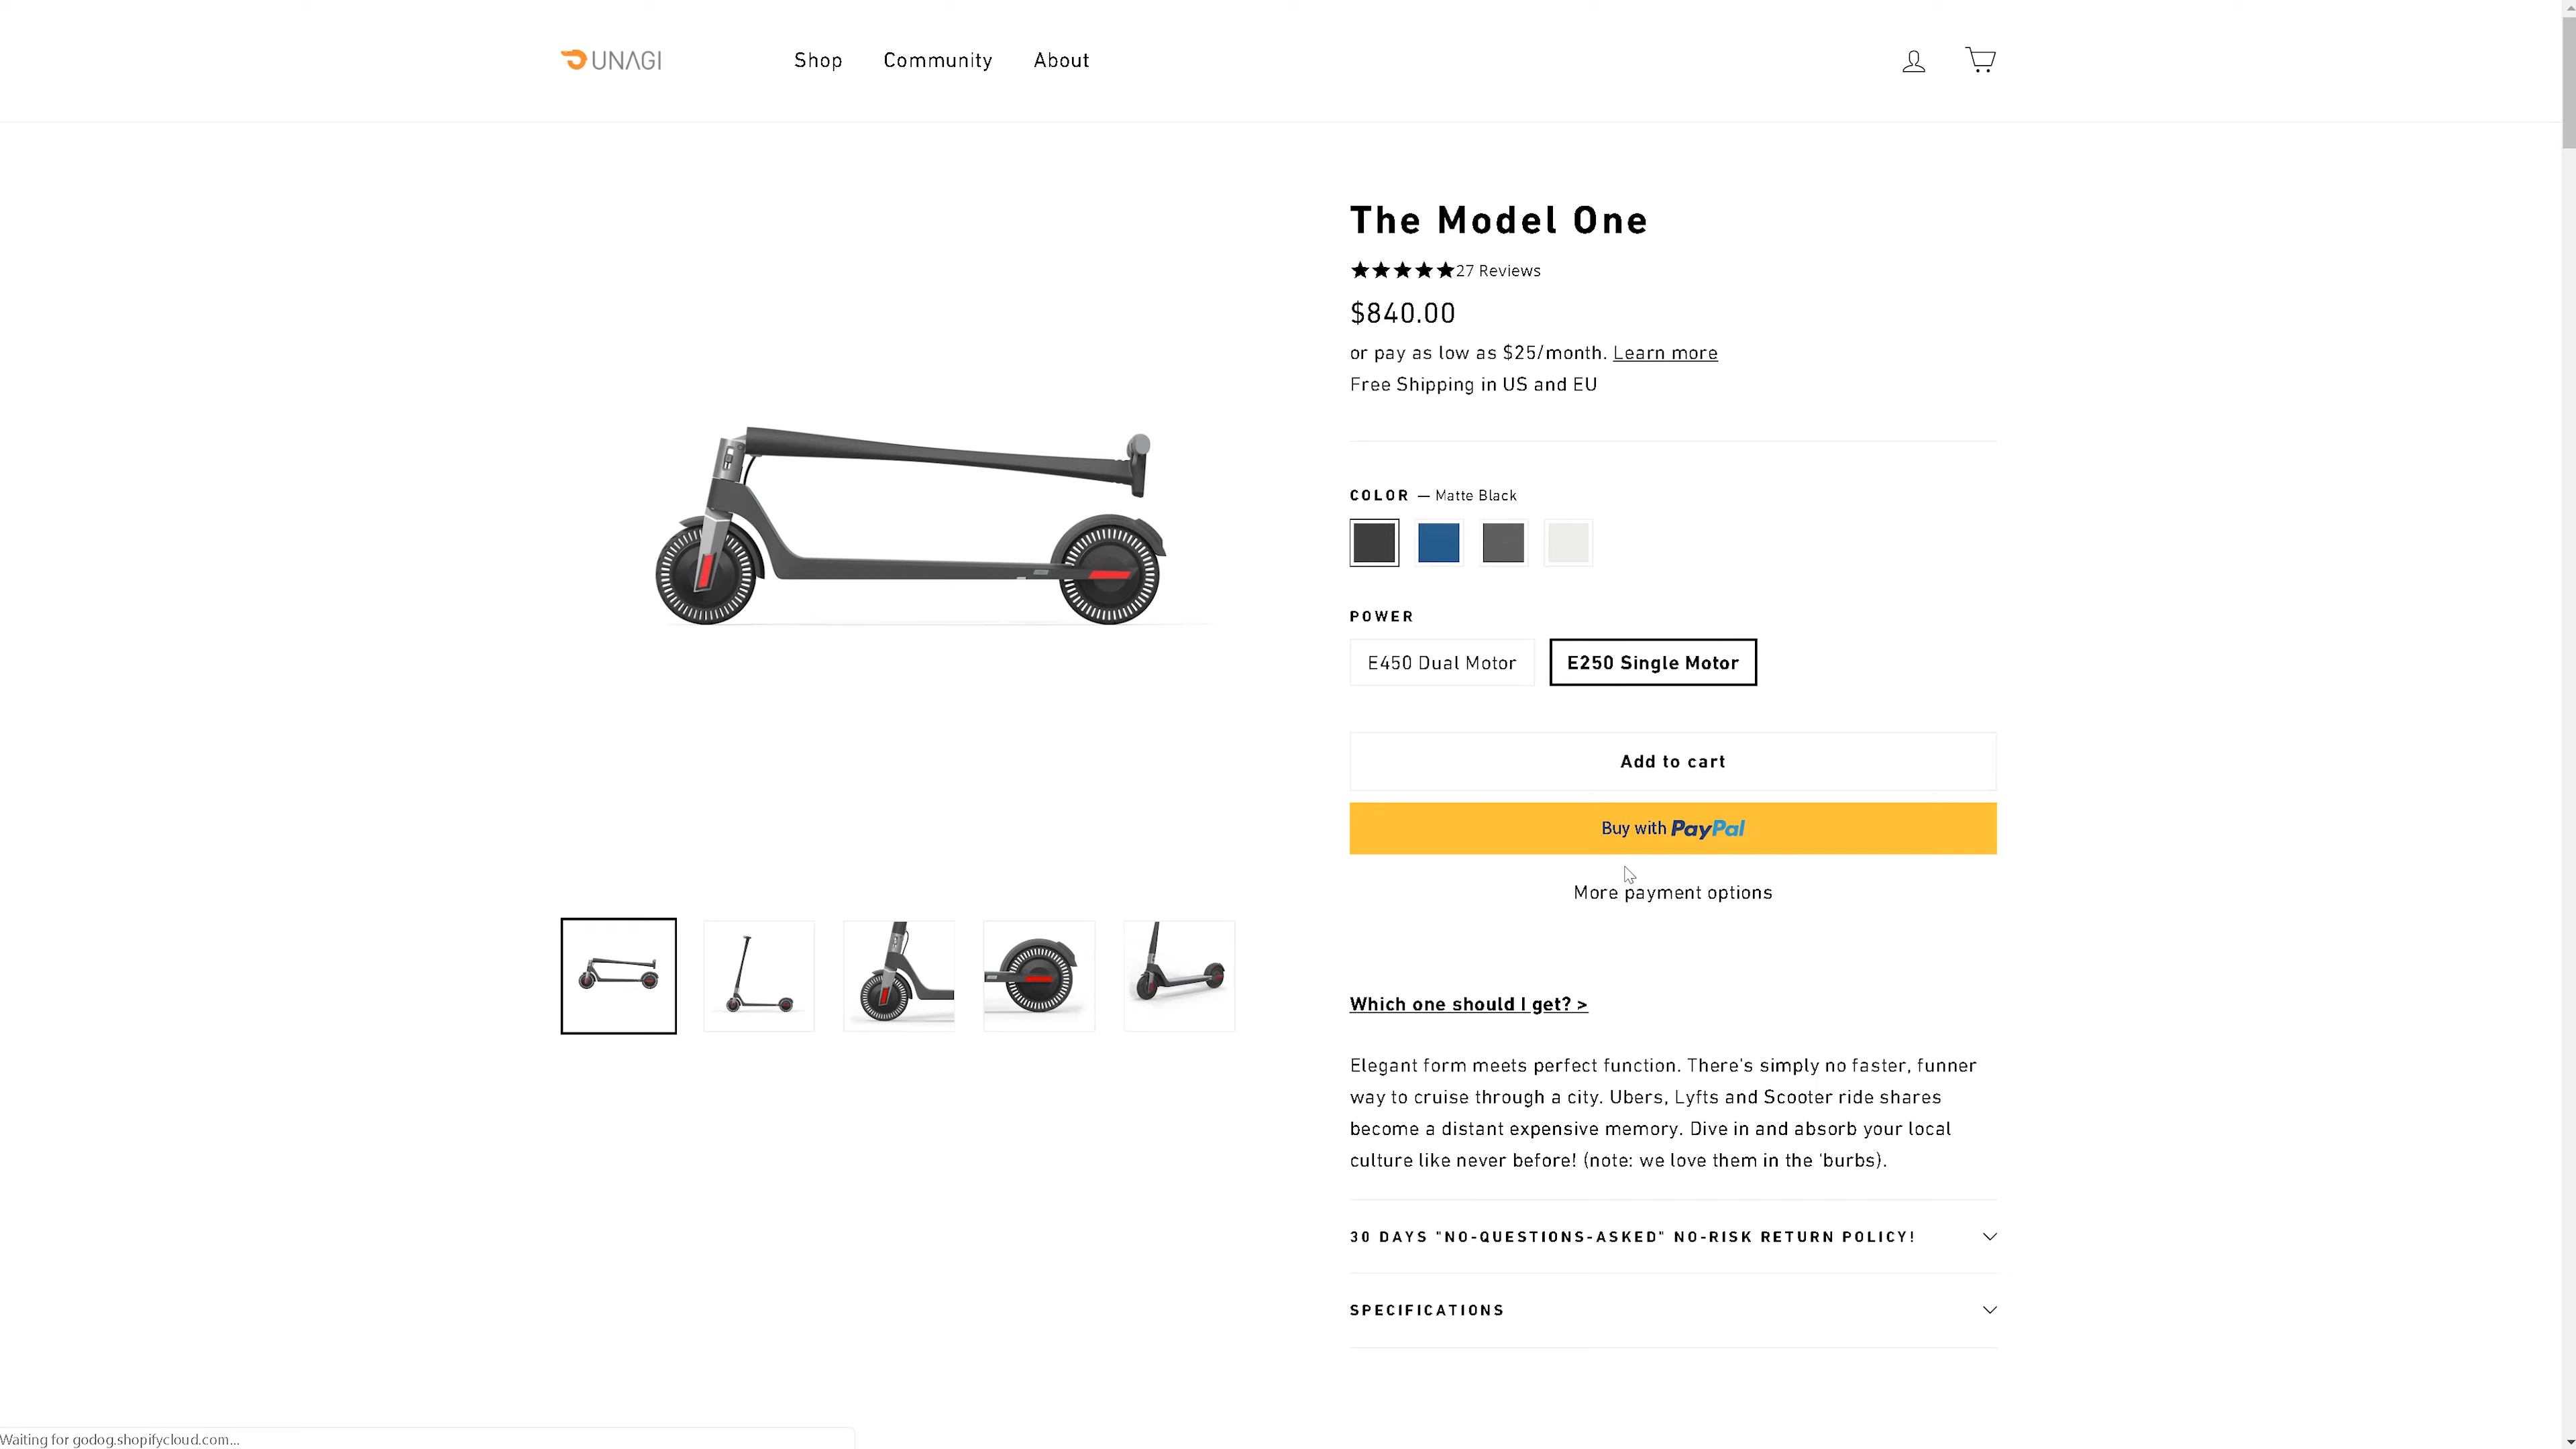 UNAGI
Shop Community About
The Model One
★★★★★27 Reviews
$840.00
or pay as low as $25/month. Learn more
Free Shipping in US and EU
COLOR — Matte Black
POWER
E450 Dual Motor E250 Single Motor
Add to cart
Buy with PayPal
More payment options
Which one should I get? >
Elegant form meets perfect function. There's simply no faster, funner
way to cruise through a city. Ubers, Lyfts and Scooter ride shares
become a distant expensive memory. Dive in and absorb your local
culture like never before! (note: we love them in the 'burbs).
30 DAYS "NO-QUESTIONS-ASKED" NO-RISK RETURN POLICY!
SPECIFICATIONS
Waiting for godog.shopifycloud.com...